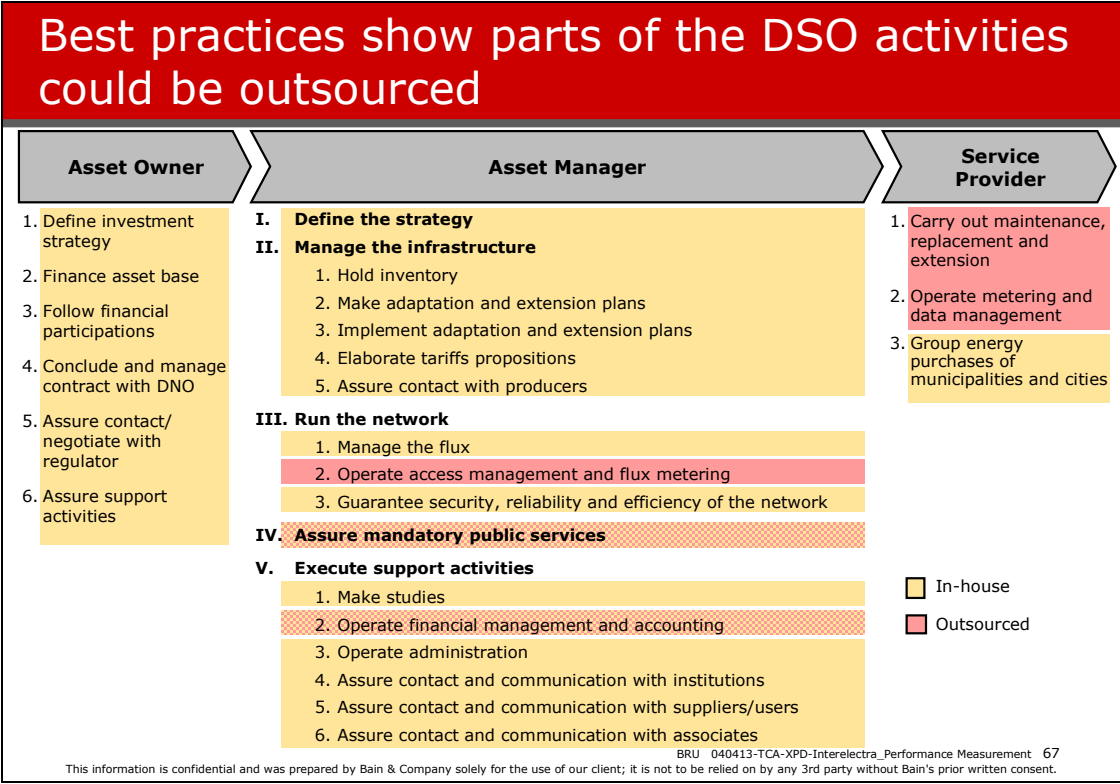 Best practices show parts of the DSO activities
could be outsourced
Asset Owner
Asset Manager
Service
Provider
1. Define investment
strategy
2. Finance asset base
3. Follow financial
participations
4. Conclude and manage
contract with DNO
5. Assure contact/
negotiate with
regulator
6. Assure support
activities
I. Define the strategy
II. Manage the infrastructure
1. Hold inventory
2. Make adaptation and extension plans
3. Implement adaptation and extension plans
4. Elaborate tariffs propositions
5. Assure contact with producers
III. Run the network
1. Manage the flux
2. Operate access management and flux metering
3. Guarantee security, reliability and efficiency of the network
IV. Assure mandatory public services
V. Execute support activities
1. Make studies
2. Operate financial management and accounting
3. Operate administration
4. Assure contact and communication with institutions
5. Assure contact and communication with suppliers/users
6. Assure contact and communication with associates
1. Carry out maintenance,
replacement and
extension
2. Operate metering and
data management
3. Group energy
purchases of
municipalities and cities
In-house
Outsourced
BRU 040413-TCA-XPD-Interelectra_Performance Measurement 67
This information is confidential and was prepared by Bain & Company solely for the use of our client; it is not to be relied on by any 3rd party without Bain's prior written consent.